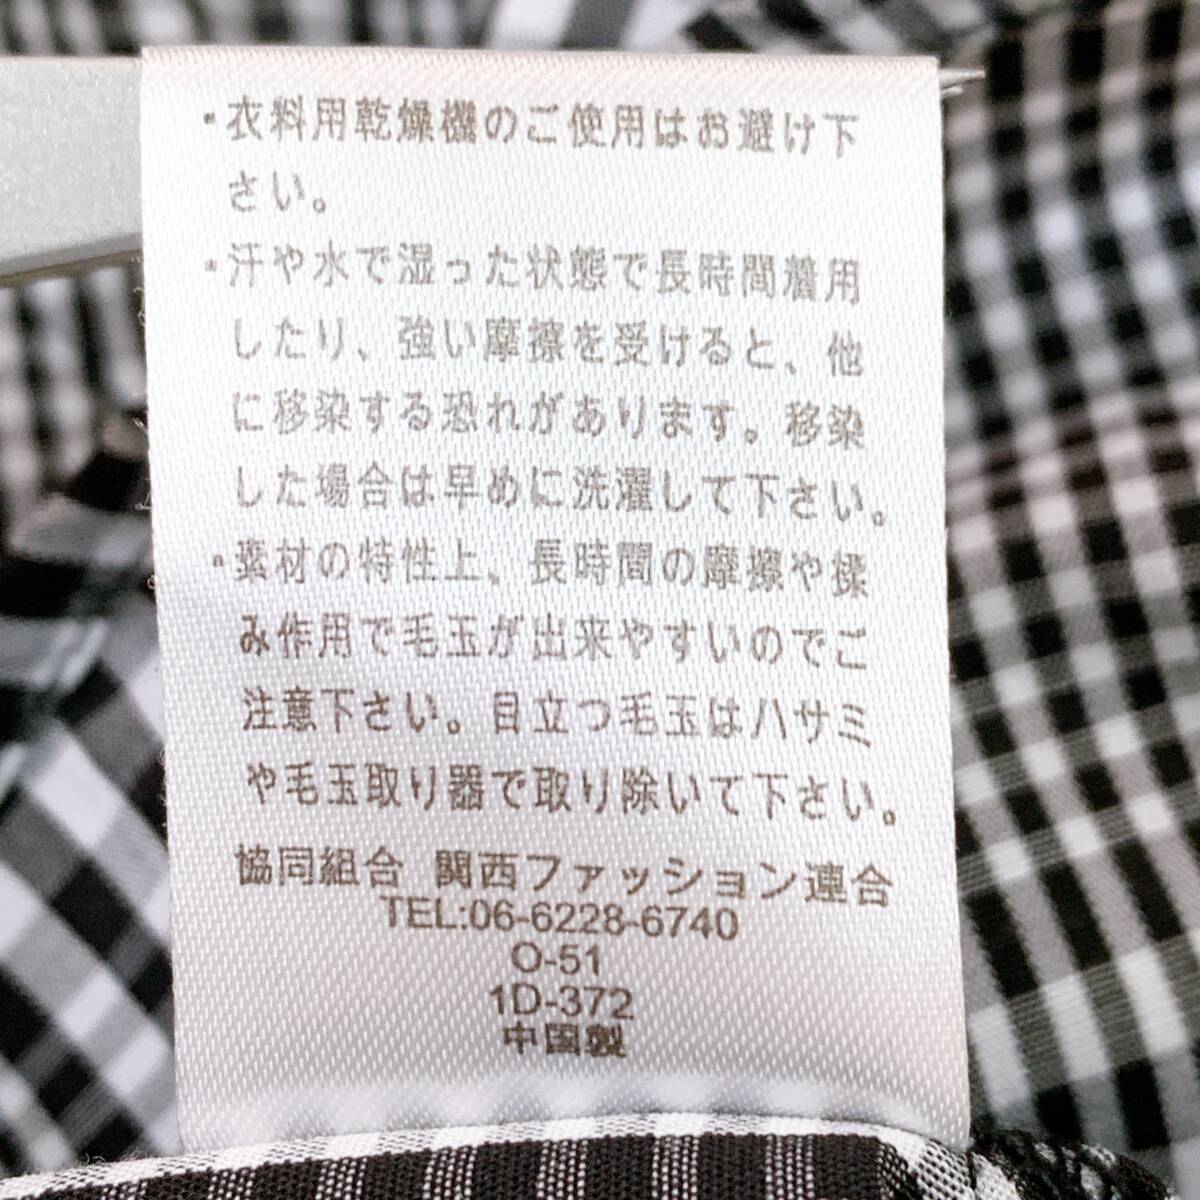 ・衣料用乾燥機のご使用はお避け下
さい。
・汗や水で湿った状態で長時間着用
したり、強い摩擦を受けると、他
に移染する恐れがあります。移染
した場合は早めに洗濯して下さい。
・素材の特性上、長時間の摩擦や揉
み作用で毛玉が出来やすいのでご
注意下さい。目立つ毛玉はハサミ
や毛玉取り器で取り除いて下さい。
協同組合 関西ファッション連合
TEL:06-6228-6740
O-51
1D-372
中国製